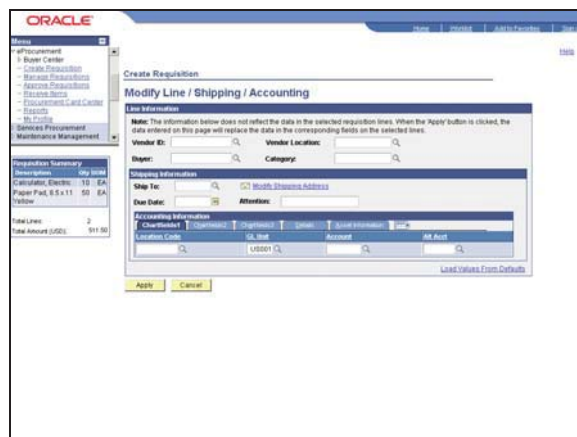 ORACLE
Home Worklist Add to Favorites Sign
Menu
eProcurement
Buyer Center
Create Requisition
Manage Requisitions
Approve Requisitions
Receive Items
Procurement Card Center
Reports
My Profile
Services Procurement
Maintenance Management
Help
Create Requisition
Modify Line / Shipping / Accounting
Line Information
Note: The information below does not reflect the data in the selected requisition lines. When the 'Apply' button is clicked, the
data entered on this page will replace the data in the corresponding fields on the selected lines.
Vendor ID: Vendor Location:
Buyer: Category:
Shipping Information
Ship To: Modify Shipping Address
Due Date: Attention:
Accounting Information
Chartfields1 Chartfields2 Chartfields3 Details Asset Information
Location Code GL Unit Account Alt Acct
US001
Load Values From Defaults
Apply Cancel
Requisition Summary
Description Qty UOM
Calculator, Electric 10 EA
Paper Pad, 8.5 x 11 50 EA
Yellow
Total Lines: 2
Total Amount (USD): 511.50